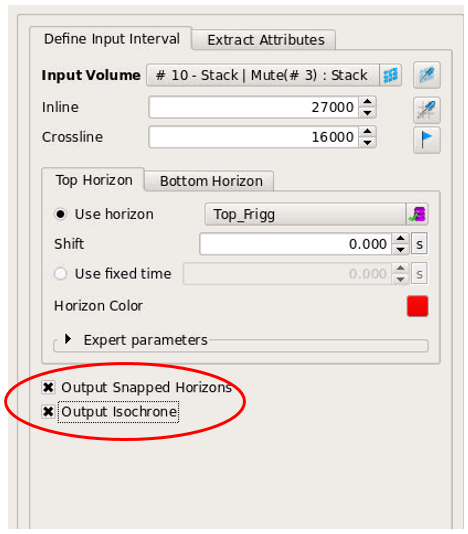 Define Input Interval Extract Attributes
Input Volume # 10 - Stack | Mute(# 3) : Stack
Inline 27000
Crossline 16000
Top Horizon Bottom Horizon
Use horizon Top_Frigg
Shift 0.000 s
Use fixed time 0.000 s
Horizon Color
Expert parameters
Output Snapped Horizons
Output Isochrone